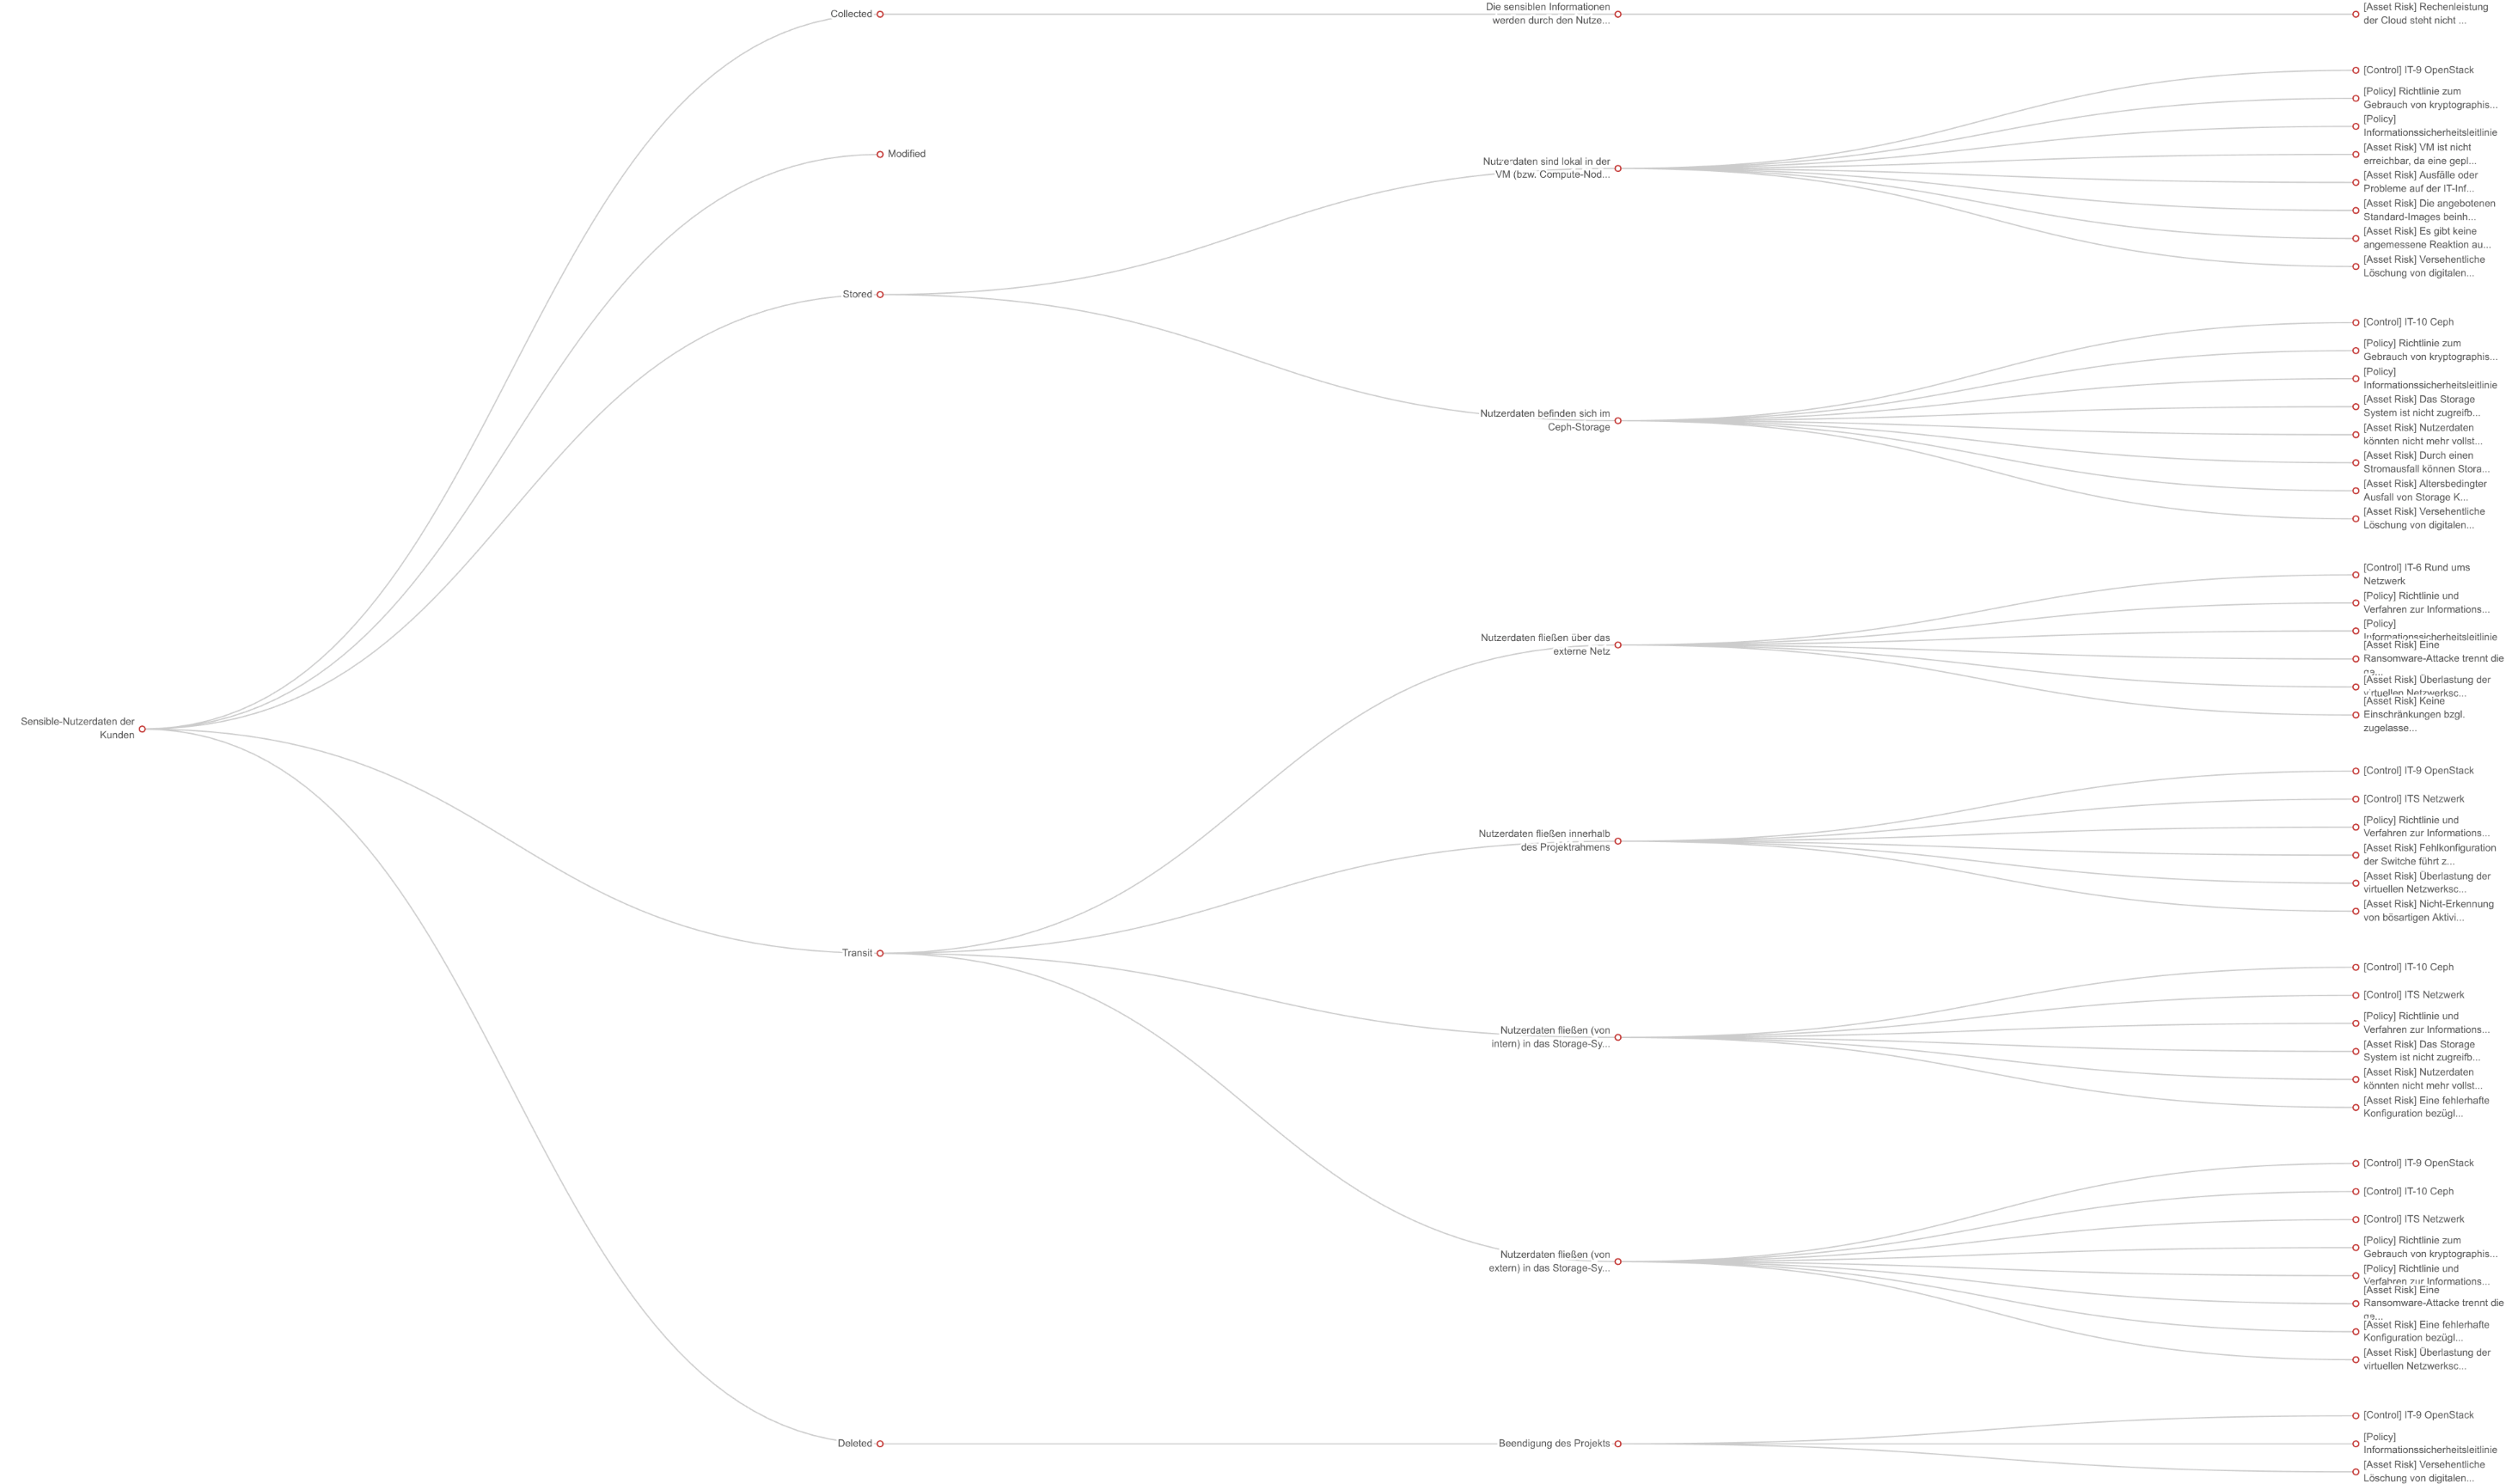 Collected
Die sensiblen Informationen
werden durch den Nutze...
[Asset Risk] Rechenleistung
der Cloud steht nicht ...
[Control] IT-9 OpenStack
[Policy] Richtlinie zum
Gebrauch von kryptographis...
[Policy]
Informationssicherheitsleitlinie
Modified
Nutzerdaten sind lokal in der
VM (bzw. Compute-Nod...
[Asset Risk] VM ist nicht
erreichbar, da eine gepl...
[Asset Risk] Ausfälle oder
Probleme auf der IT-Inf...
[Asset Risk] Die angebotenen
Standard-Images beinh...
[Asset Risk] Es gibt keine
angemessene Reaktion au...
[Asset Risk] Versehentliche
Löschung von digitalen...
Stored
[Control] IT-10 Ceph
[Policy] Richtlinie zum
Gebrauch von kryptographis...
[Policy]
Informationssicherheitsleitlinie
[Asset Risk] Das Storage
System ist nicht zugreifb...
Nutzerdaten befinden sich im
Ceph-Storage
[Asset Risk] Nutzerdaten
könnten nicht mehr vollst...
[Asset Risk] Durch einen
Stromausfall können Stora...
[Asset Risk] Altersbedingter
Ausfall von Storage K...
[Asset Risk] Versehentliche
Löschung von digitalen...
[Control] IT-6 Rund ums
Netzwerk
[Policy] Richtlinie und
Verfahren zur Informations...
[Policy]
Informationssicherheitsleitlinie
Nutzerdaten fließen über das
externe Netz
[Asset Risk] Eine
Ransomware-Attacke trennt die
ga...
[Asset Risk] Überlastung der
virtuellen Netzwerksc...
[Asset Risk] Keine
Einschränkungen bzgl.
zugelasse...
Sensible-Nutzerdaten der
Kunden
[Control] IT-9 OpenStack
[Control] ITS Netzwerk
[Policy] Richtlinie und
Verfahren zur Informations...
Nutzerdaten fließen innerhalb
des Projektrahmens
[Asset Risk] Fehlkonfiguration
der Switche führt z...
[Asset Risk] Überlastung der
virtuellen Netzwerksc...
[Asset Risk] Nicht-Erkennung
von bösartigen Aktivi...
Transit
[Control] IT-10 Ceph
[Control] ITS Netzwerk
[Policy] Richtlinie und
Verfahren zur Informations...
Nutzerdaten fließen (von
intern) in das Storage-Sy...
[Asset Risk] Das Storage
System ist nicht zugreifb...
[Asset Risk] Nutzerdaten
könnten nicht mehr vollst...
[Asset Risk] Eine fehlerhafte
Konfiguration bezügl...
[Control] IT-9 OpenStack
[Control] IT-10 Ceph
[Control] ITS Netzwerk
[Policy] Richtlinie zum
Gebrauch von kryptographis...
Nutzerdaten fließen (von
extern) in das Storage-Sy...
[Policy] Richtlinie und
Verfahren zur Informations...
[Asset Risk] Eine
Ransomware-Attacke trennt die
ga...
[Asset Risk] Eine fehlerhafte
Konfiguration bezügl...
[Asset Risk] Überlastung der
virtuellen Netzwerksc...
[Control] IT-9 OpenStack
Deleted
Beendigung des Projekts
[Policy]
Informationssicherheitsleitlinie
[Asset Risk] Versehentliche
Löschung von digitalen...